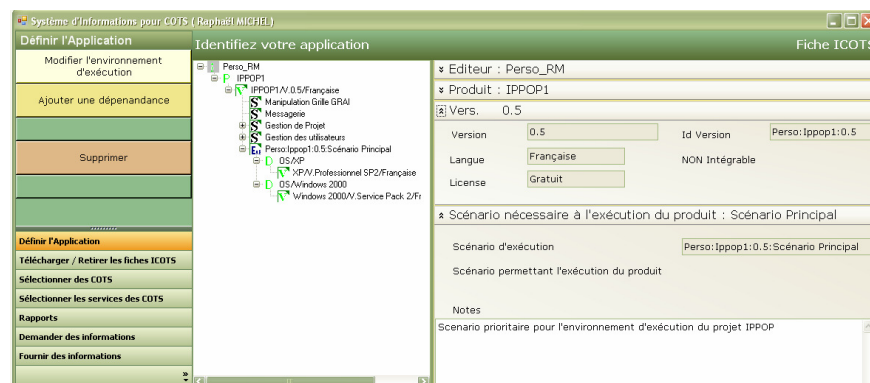 Système d'Informations pour COTS ( Raphaël MICHEL)
Définir l'Application
Identifiez votre application
Fiche ICOTS
Modifier l'environnement
d'exécution
Ajouter une dépenandance
Supprimer
Définir l'Application
Télécharger / Retirer les fiches ICOTS
Sélectionner des COTS
Sélectionner les services des COTS
Rapports
Demander des informations
Fournir des informations
Perso_RM
P IPPOP1
V IPPOP1/V.0.5/Française
S Manipulation Grille GRAI
S Messagerie
S Gestion de Projet
S Gestion des utilisateurs
Perso:Ippop1:0.5:Scénario Principal
D OS/XP
V XP/V.Professionnel SP2/Française
D OS/Windows 2000
V Windows 2000/V.Service Pack 2/Fr
Editeur : Perso_RM
Produit : IPPOP1
Vers. 0.5
Version 0.5 Id Version Perso:Ippop1:0.5
Langue Française NON Intégrable
License Gratuit
Scénario nécessaire à l'exécution du produit : Scénario Principal
Scénario d'exécution Perso:Ippop1:0.5:Scénario Principal
Scénario permettant l'exécution du produit
Notes
Scenario prioritaire pour l'environnement d'exécution du projet IPPOP